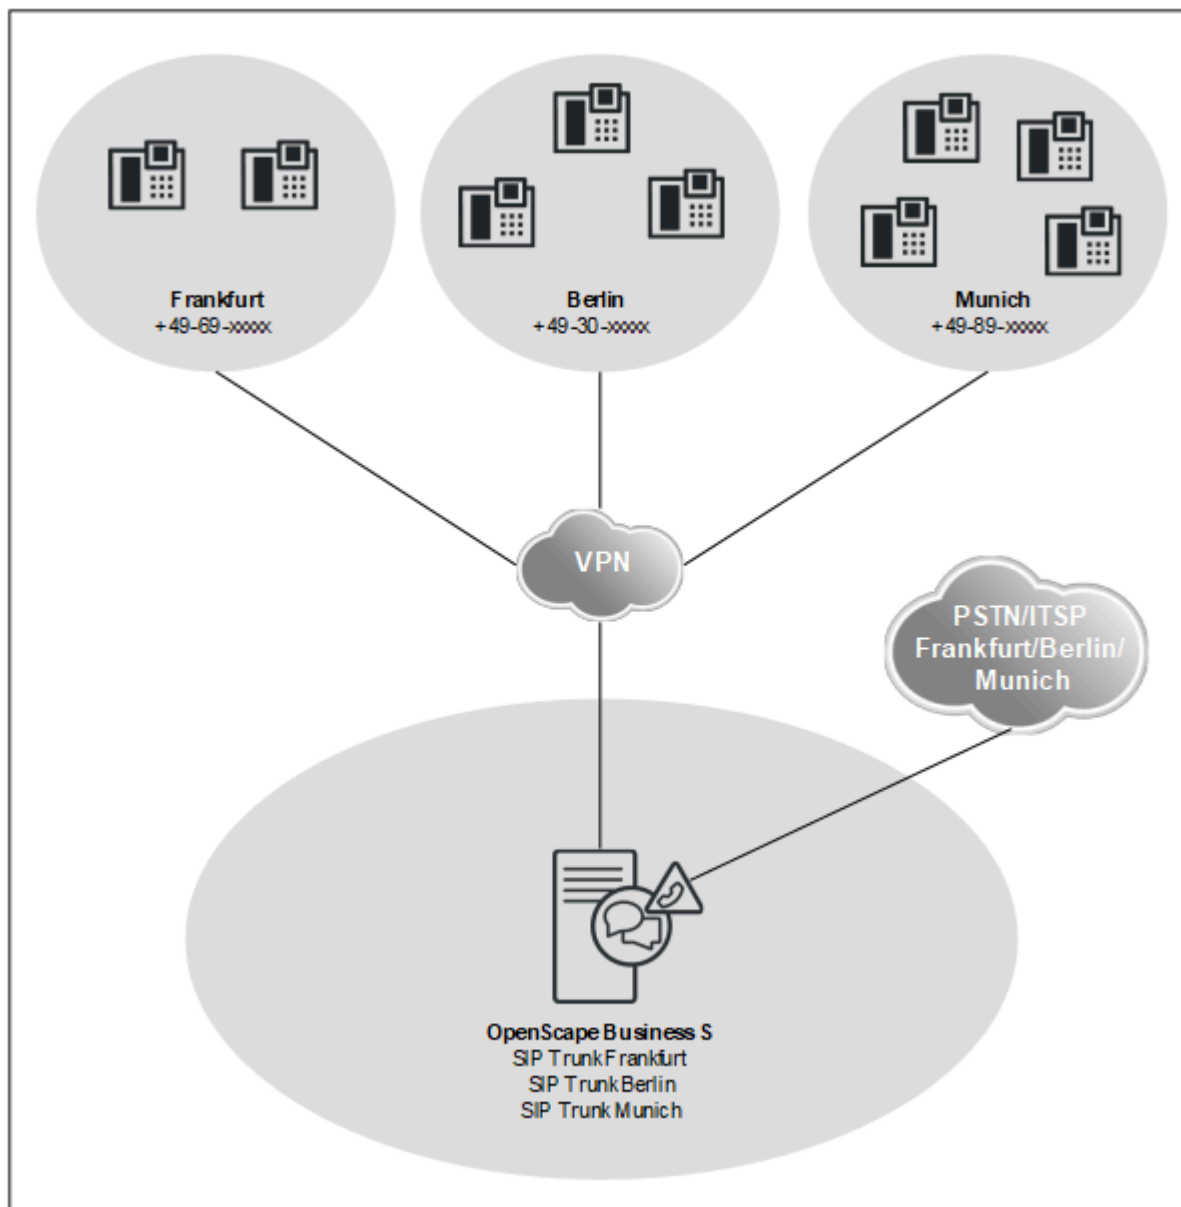 Frankfurt
+49-69-xxxxx
Berlin
+49-30-xxxxx
Munich
+49-89-xxxxx
VPN
PSTN/ITSP
Frankfurt/Berlin/
Munich
OpenScape Business S
SIP Trunk Frankfurt
SIP Trunk Berlin
SIP Trunk Munich